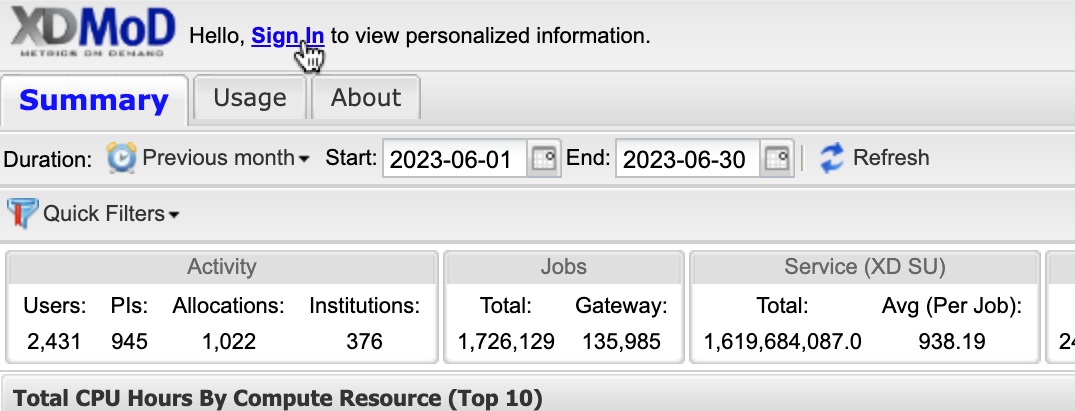 XDMoD
METRICS ON DEMAND
Hello, Sign In to view personalized information.
Summary Usage About
Duration: Previous month Start: 2023-06-01 End: 2023-06-30 Refresh
Quick Filters
Activity Jobs Service (XD SU)
Users: PIs: Allocations: Institutions: Total: Gateway: Total: Avg (Per Job):
2,431 945 1,022 376 1,726,129 135,985 1,619,684,087.0 938.19
Total CPU Hours By Compute Resource (Top 10)